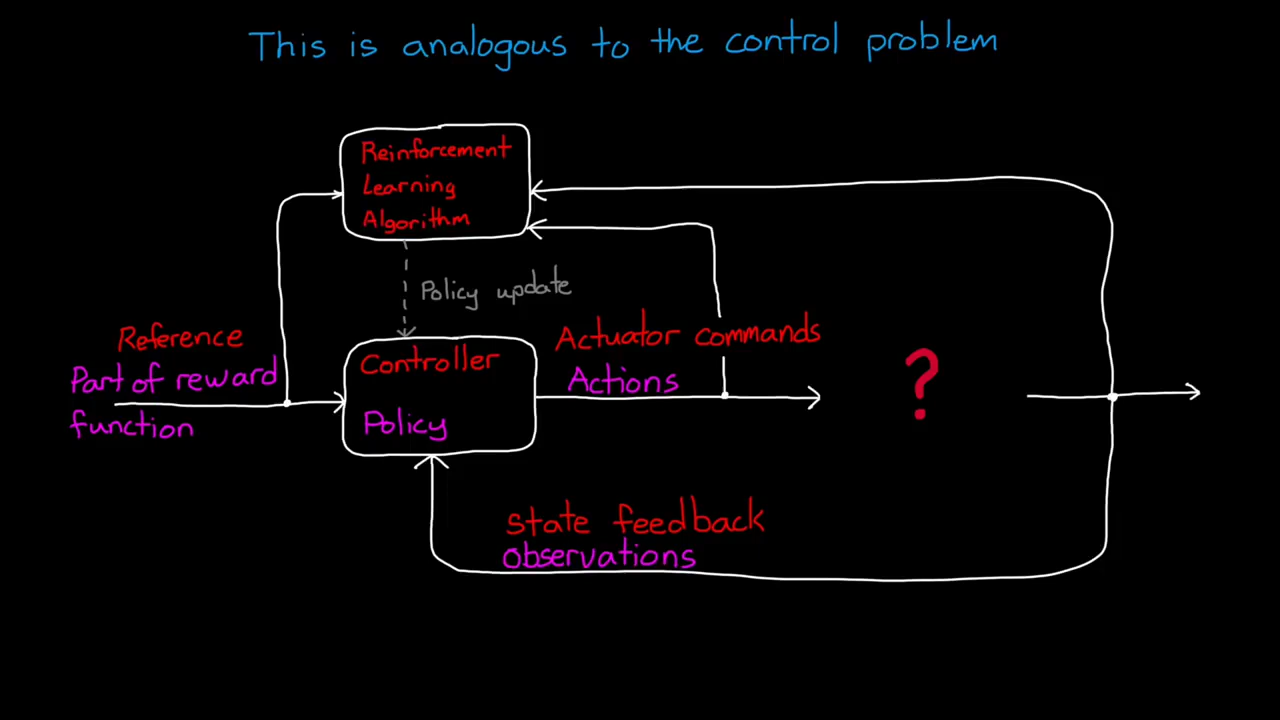 This is analogous to the control problem
Reinforcement
Learning
Algorithm
Policy update
Reference
Part of reward
function
Controller
Policy
Actuator commands
Actions
?
State feedback
Observations